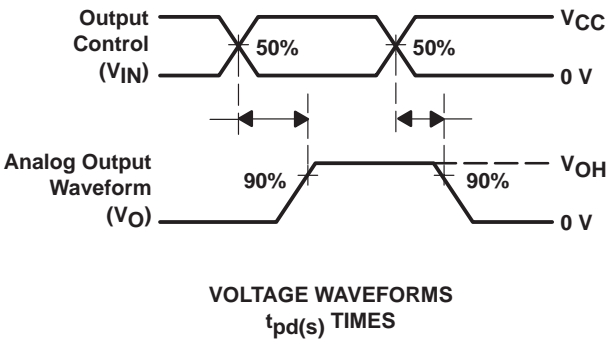 Output
Control
(VIN)
50%
50%
VCC
0 V
Analog Output
Waveform
(VO)
90%
90%
VOH
0 V
VOLTAGE WAVEFORMS
tpd(s) TIMES